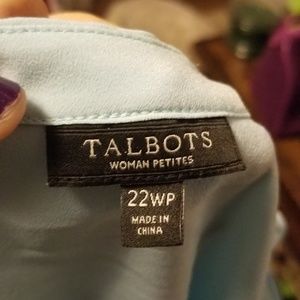 TALBOTS
WOMAN PETITES
22WP
MADE IN
CHINA